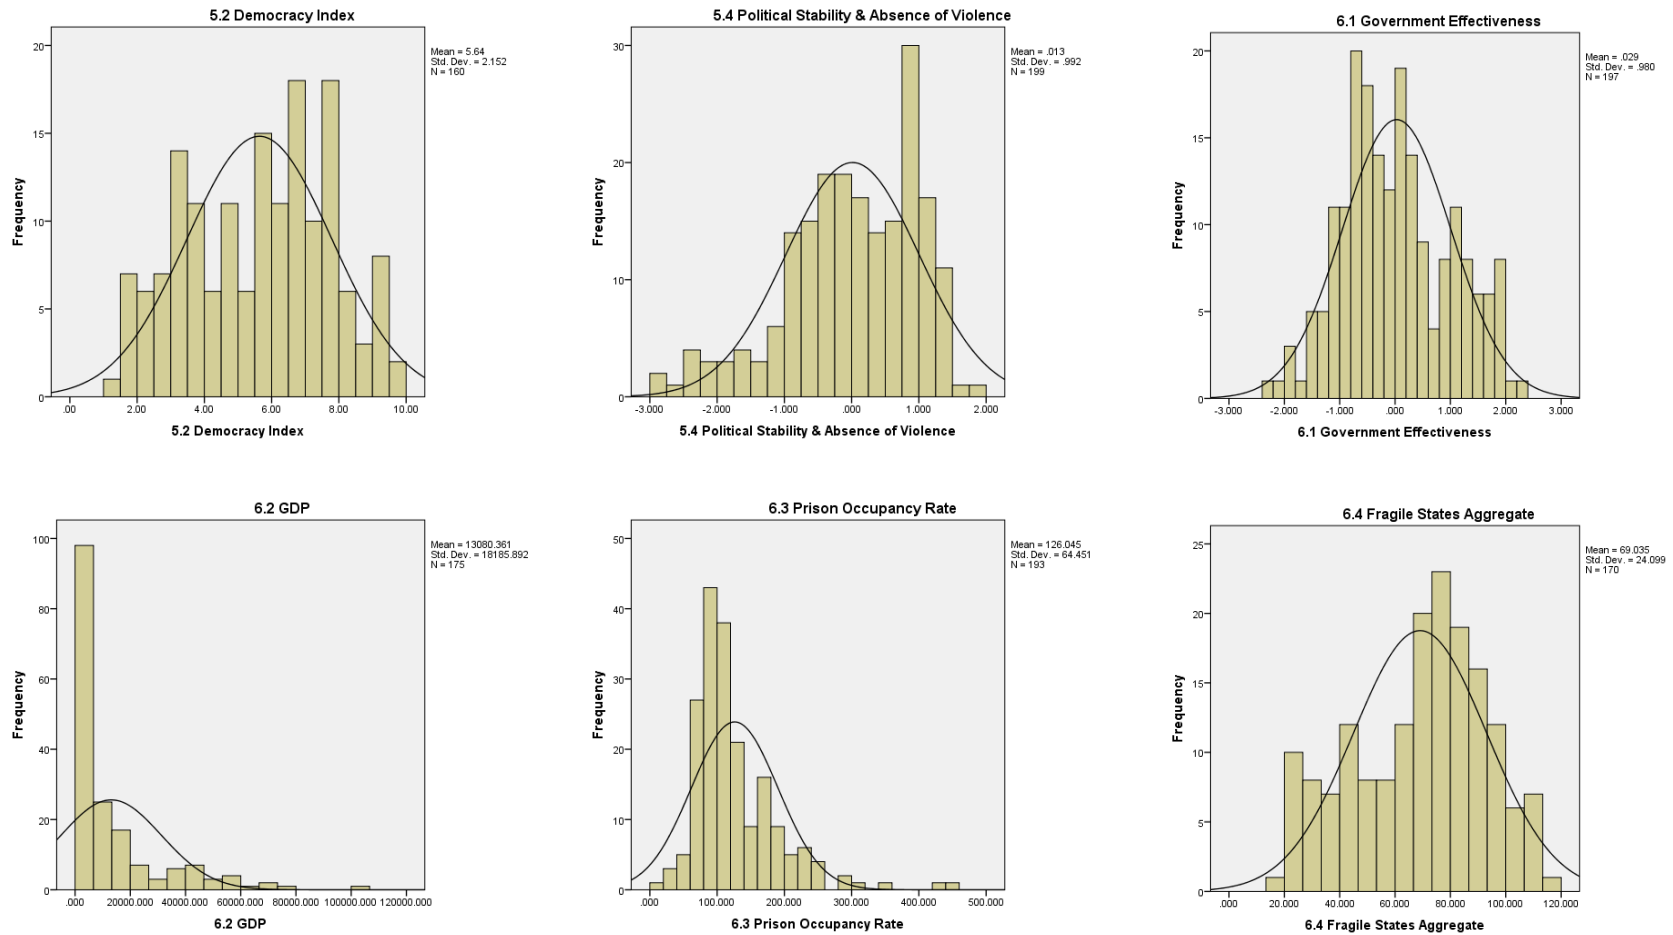 5.2 Democracy Index
Mean = 5.64
Std. Dev. = 2.152
N = 160
20
15
10
5
0
Frequency
.00 2.00 4.00 6.00 8.00 10.00
5.2 Democracy Index
5.4 Political Stability & Absence of Violence
Mean = .013
Std. Dev. = .992
N = 199
30
20
10
0
Frequency
-3.000 -2.000 -1.000 .000 1.000 2.000
5.4 Political Stability & Absence of Violence
6.1 Government Effectiveness
Mean = .029
Std. Dev. = .980
N = 197
20
15
10
5
0
Frequency
-3.000 -2.000 -1.000 .000 1.000 2.000 3.000
6.1 Government Effectiveness
6.2 GDP
Mean = 13080.361
Std. Dev. = 18185.892
N = 175
100
80
60
40
20
0
Frequency
.000 20000.000 40000.000 60000.000 80000.000 100000.000 120000.000
6.2 GDP
6.3 Prison Occupancy Rate
Mean = 126.045
Std. Dev. = 64.451
N = 193
50
40
30
20
10
0
Frequency
.000 100.000 200.000 300.000 400.000 500.000
6.3 Prison Occupancy Rate
6.4 Fragile States Aggregate
Mean = 69.035
Std. Dev. = 24.099
N = 170
25
20
15
10
5
0
Frequency
.000 20.000 40.000 60.000 80.000 100.000 120.000
6.4 Fragile States Aggregate